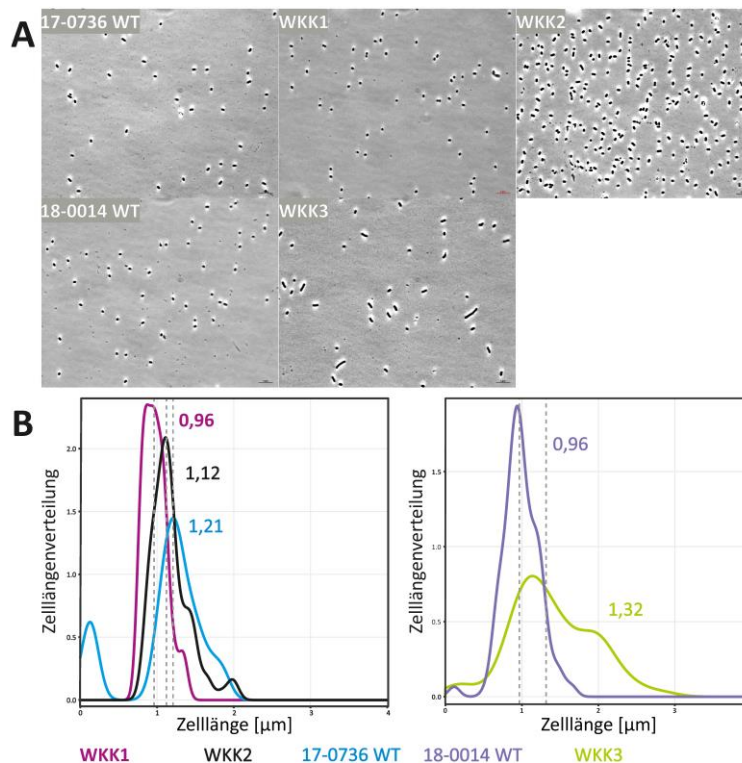 A
17-0736 WT
WKK1
WKK2
18-0014 WT
WKK3
B
Zelllängenverteilung
2.0
1.5
1.0
0.5
0.0
0,96
1,12
1,21
0
1
2
3
4
Zelllänge [µm]
Zelllängenverteilung
1.5
1.0
0.5
0.0
0,96
1,32
0
1
2
3
Zelllänge [µm]
WKK1 WKK2 17-0736 WT 18-0014 WT WKK3